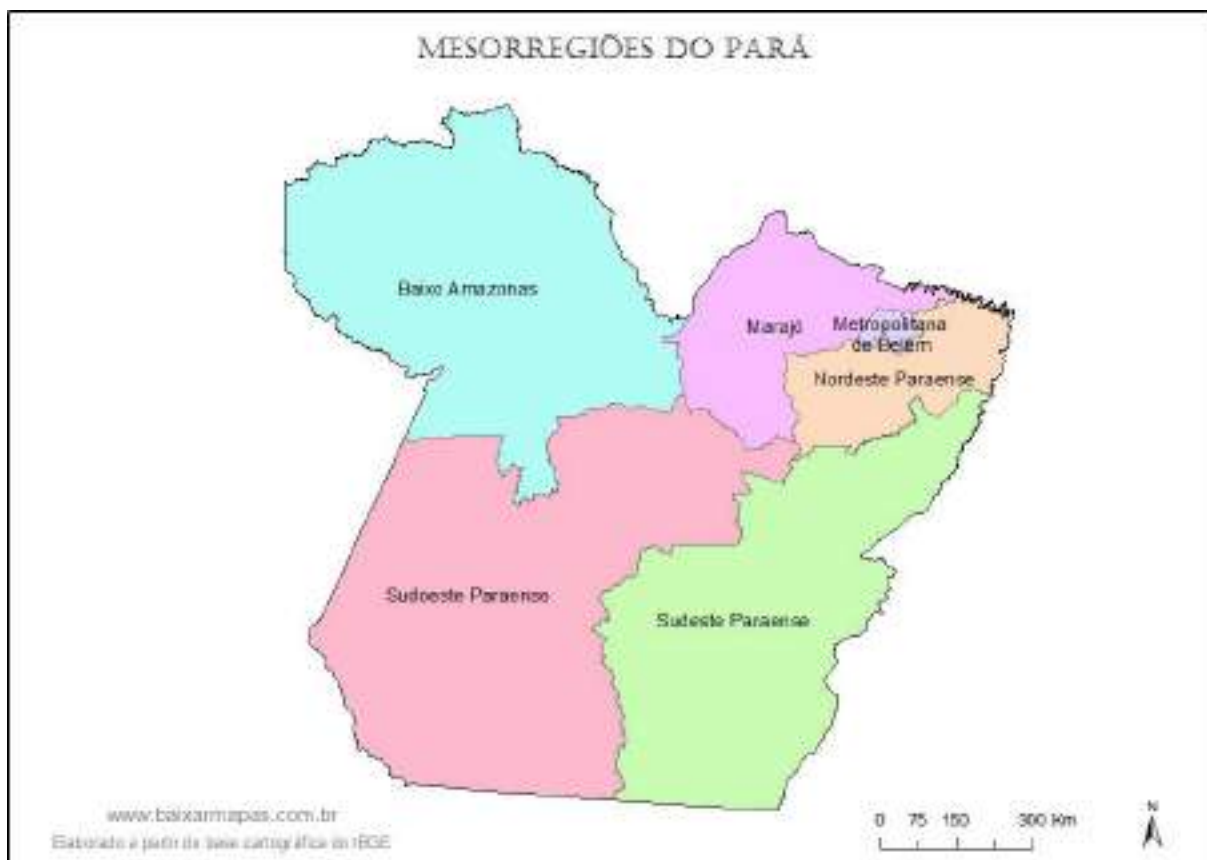 MESORREGIÕES DO PARÁ
Baixo Amazonas
Marajó
Metropolitana
de Belém
Nordeste Paraense
Sudoeste Paraense
Sudeste Paraense
www.baixarmapas.com.br
Elaborado a partir de base cartográfica do IBGE
0 75 150 300 Km
N